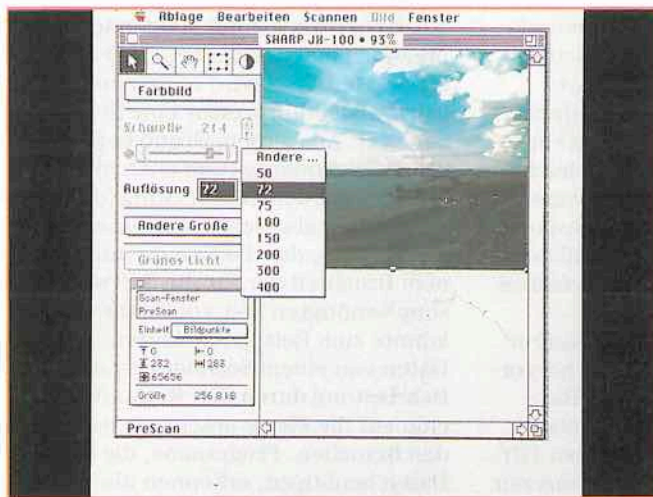 Ablage Bearbeiten Scannen Bild Fenster
SHARP JX-100 • 93%
Farbbild
Schwelle 214
Auflösung 72
Andere ...
50
72
75
100
150
200
300
400
Andere Größe
Grünes Licht
Scan-Fenster
PreScan
Einheit Bildpunkte
0 0
232 283
65656
Größe 256.8 kB
PreScan